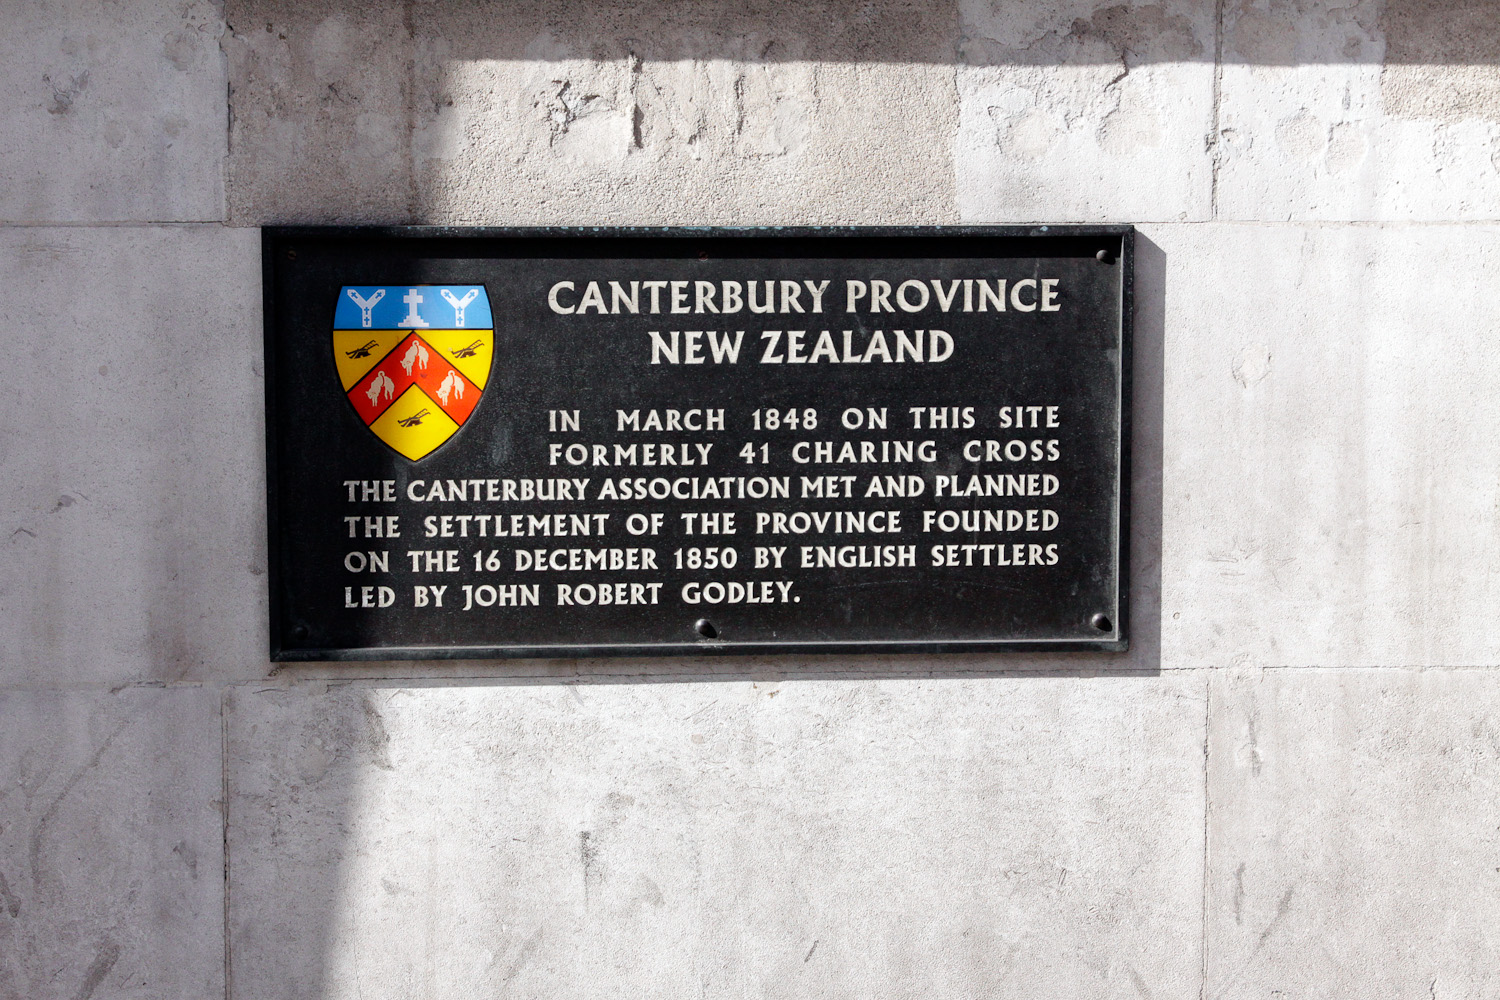 CANTERBURY PROVINCE
NEW ZEALAND
IN MARCH 1848 ON THIS SITE
FORMERLY 41 CHARING CROSS
THE CANTERBURY ASSOCIATION MET AND PLANNED
THE SETTLEMENT OF THE PROVINCE FOUNDED
ON THE 16 DECEMBER 1850 BY ENGLISH SETTLERS
LED BY JOHN ROBERT GODLEY.